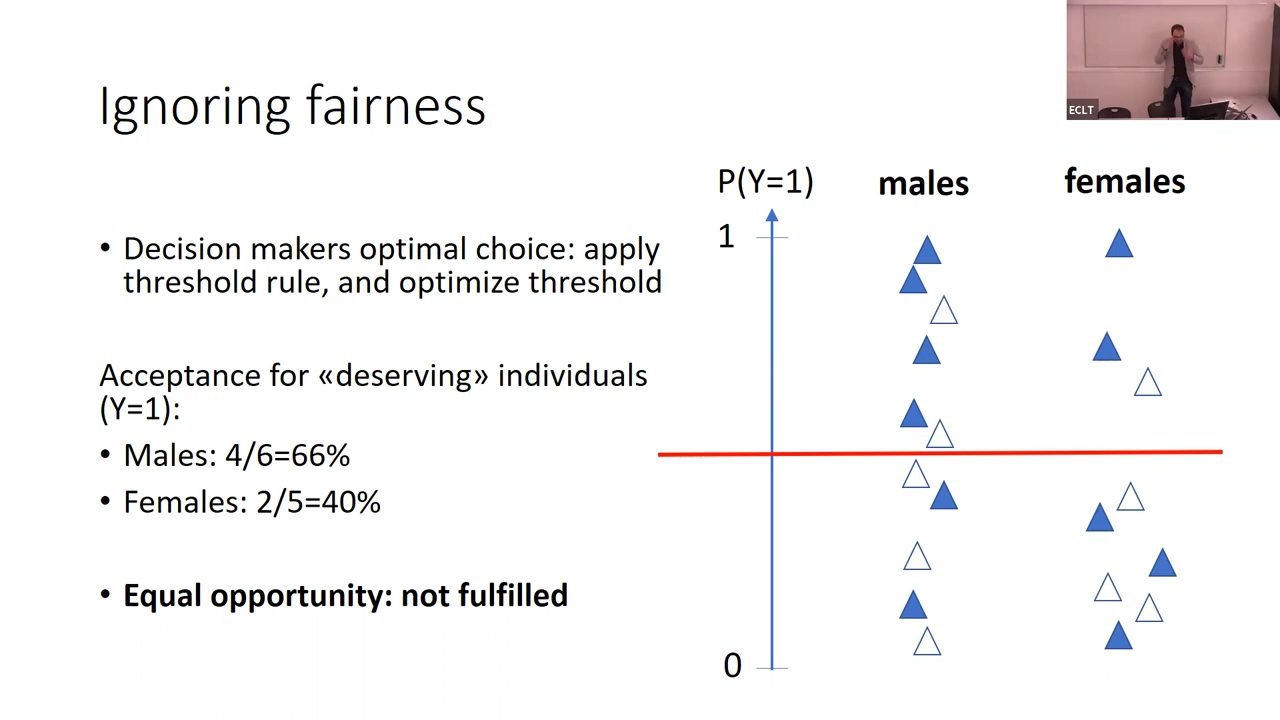 Ignoring fairness
• Decision makers optimal choice: apply
threshold rule, and optimize threshold
Acceptance for «deserving» individuals
(Y=1):
• Males: 4/6=66%
• Females: 2/5=40%
• Equal opportunity: not fulfilled
P(Y=1)
males
females
1
0
ECLT